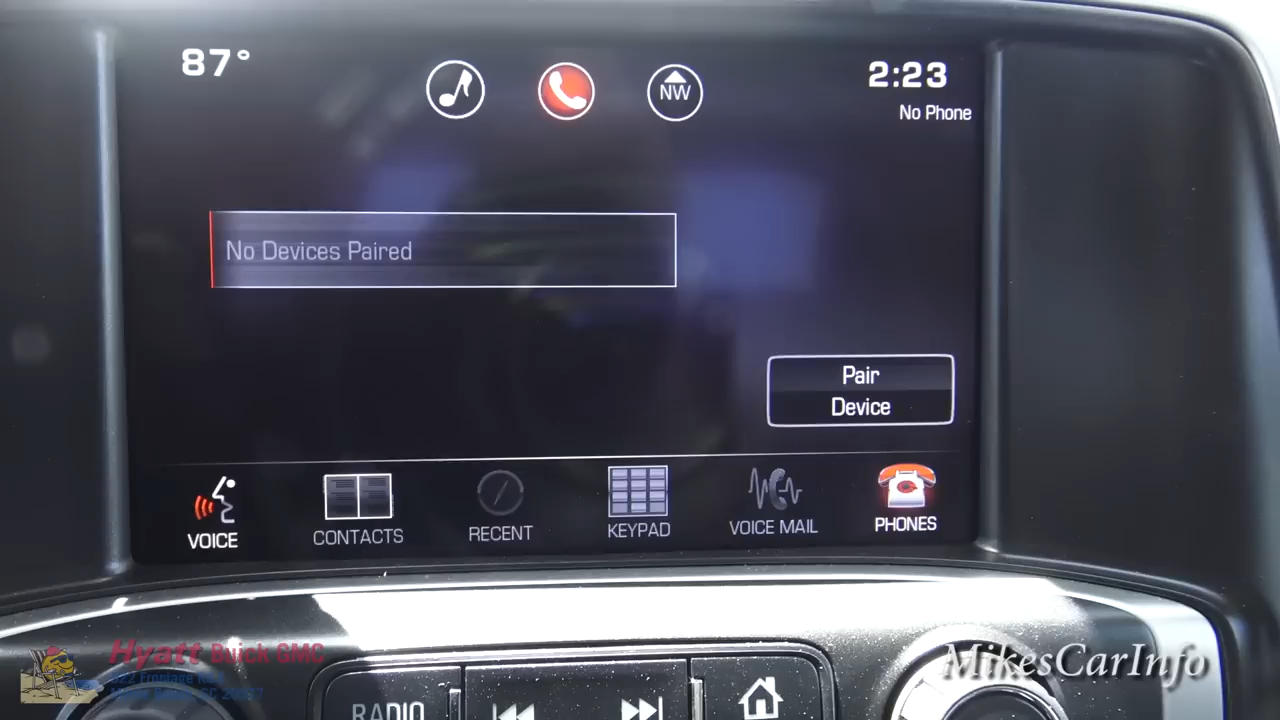 87°
NW
2:23
No Phone
No Devices Paired
Pair
Device
VOICE
CONTACTS
RECENT
KEYPAD
VOICE MAIL
PHONES
Hyatt Buick GMC
RADIO
MikesCarInfo